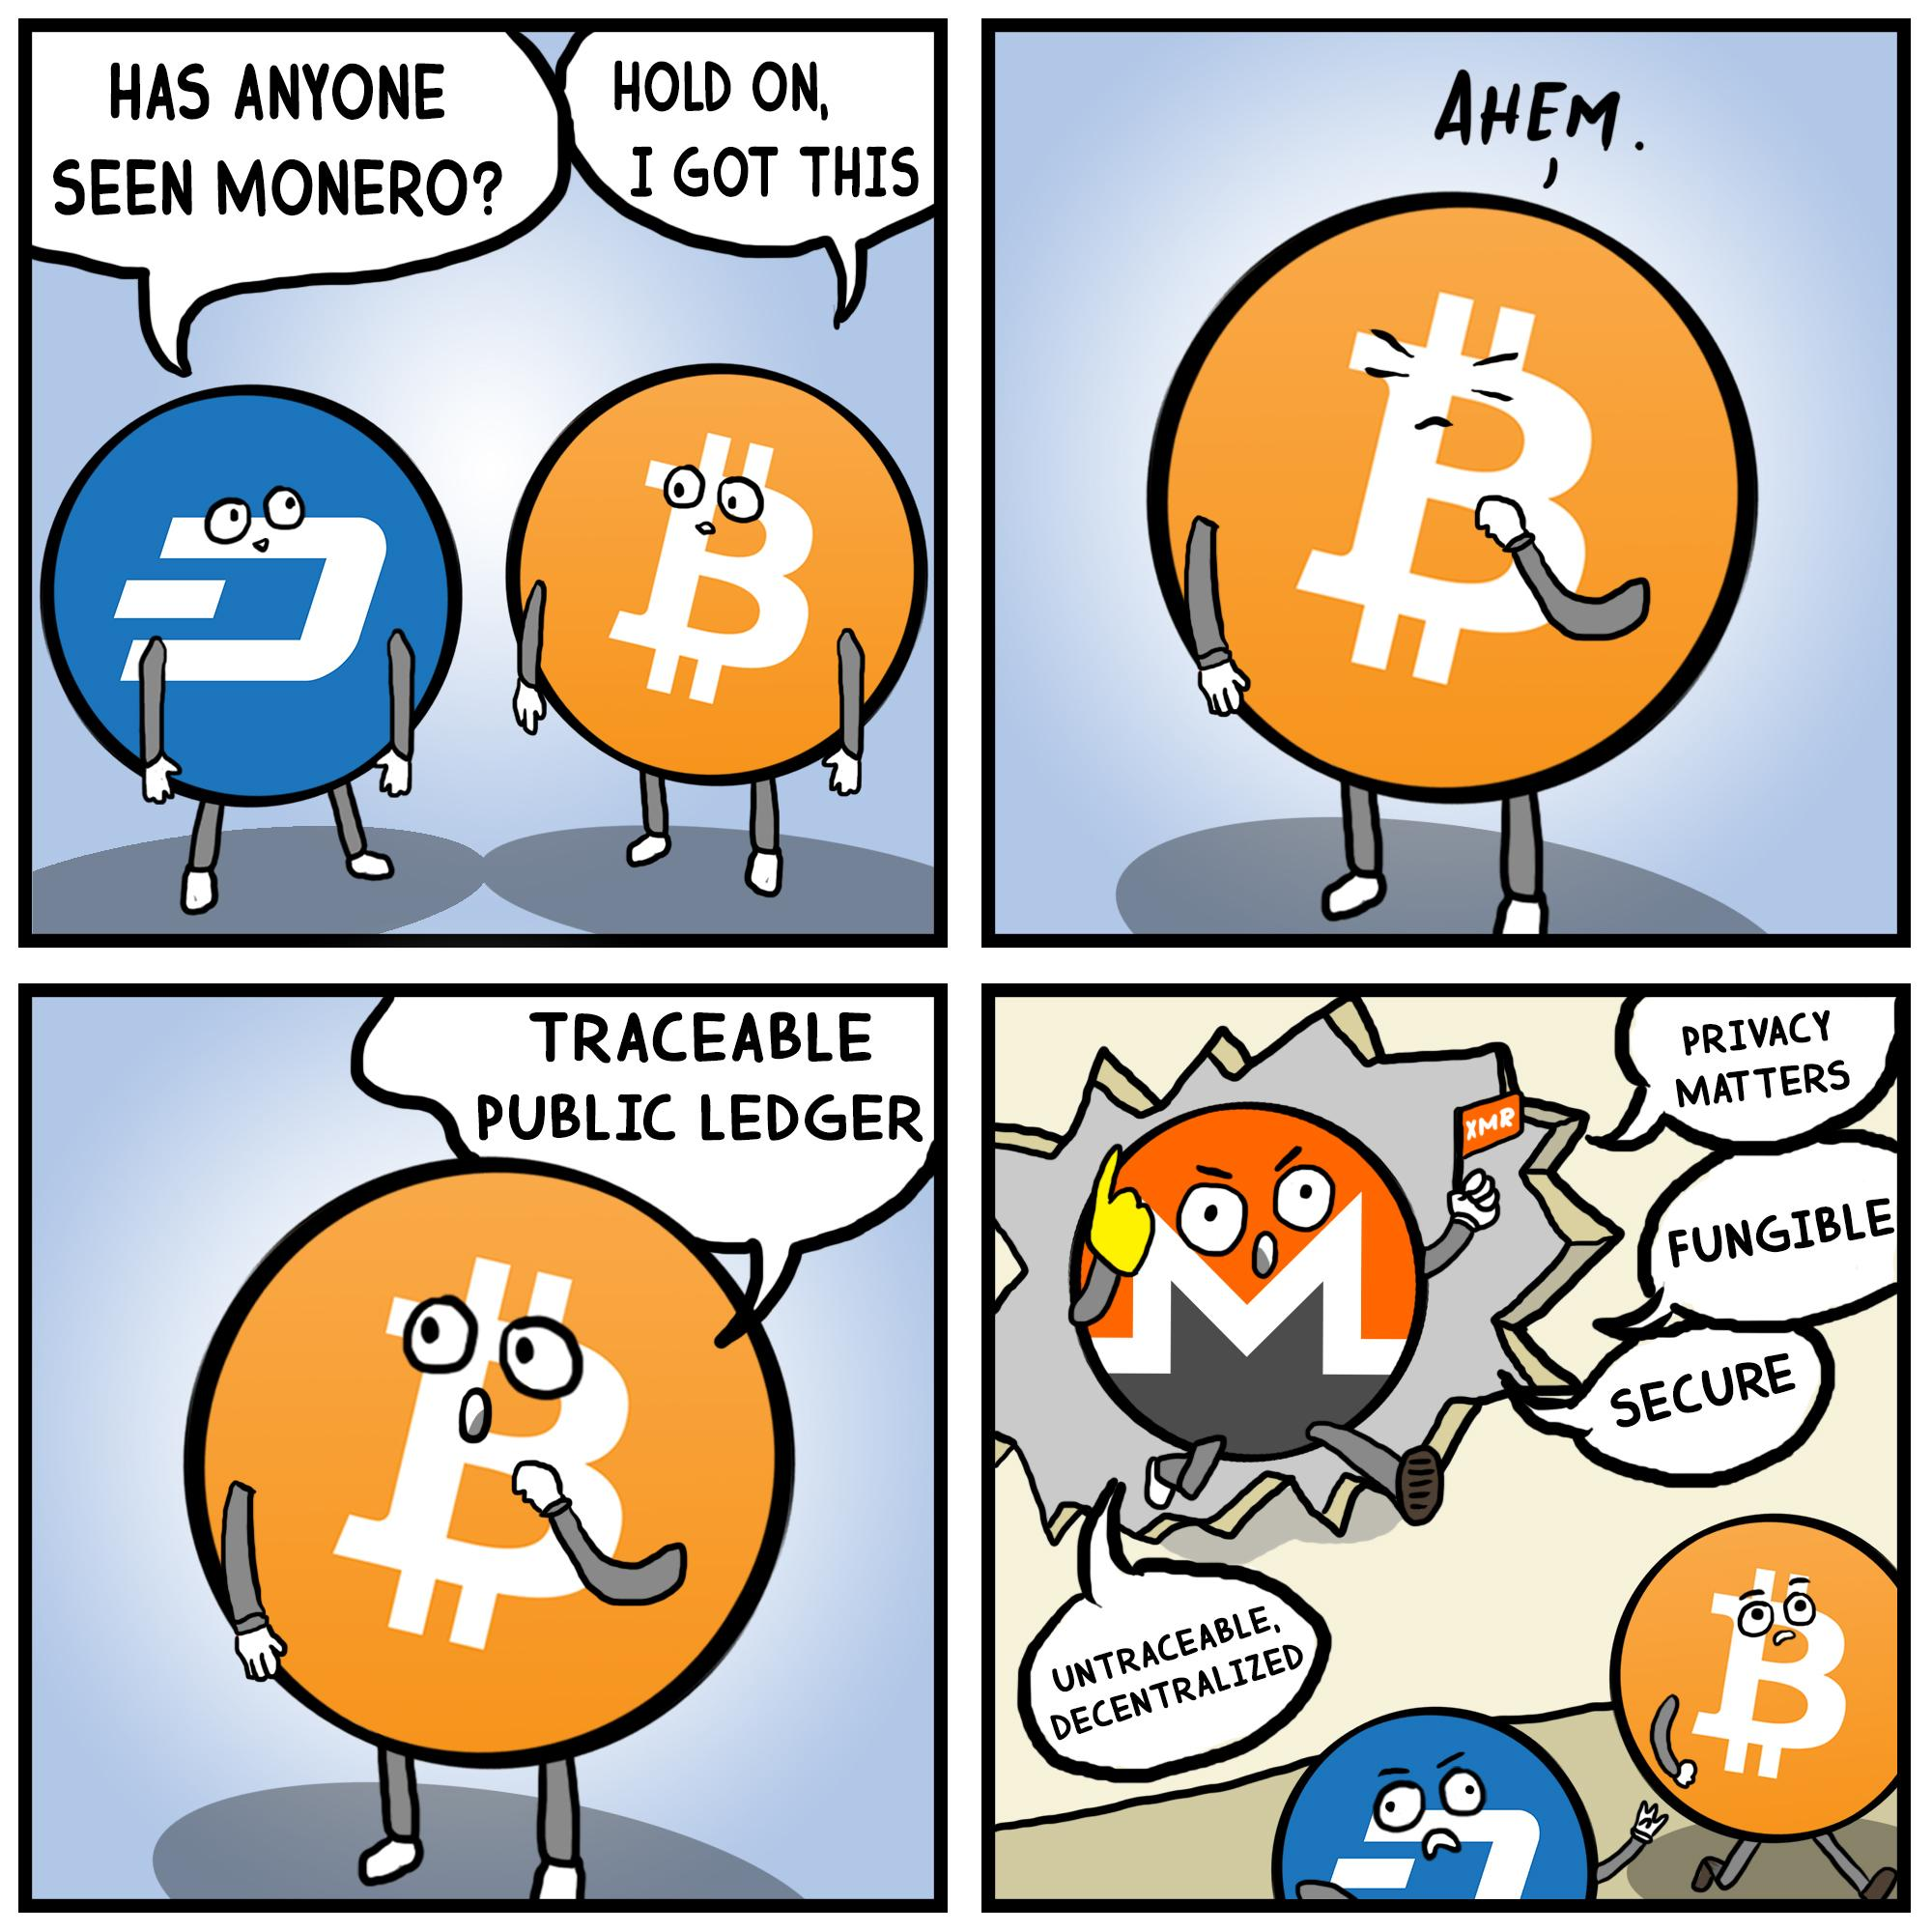 HAS ANYONE
SEEN MONERO?
HOLD ON,
I GOT THIS
AHEM.
TRACEABLE
PUBLIC LEDGER
PRIVACY
MATTERS
XMR
FUNGIBLE
SECURE
UNTRACEABLE,
DECENTRALIZED